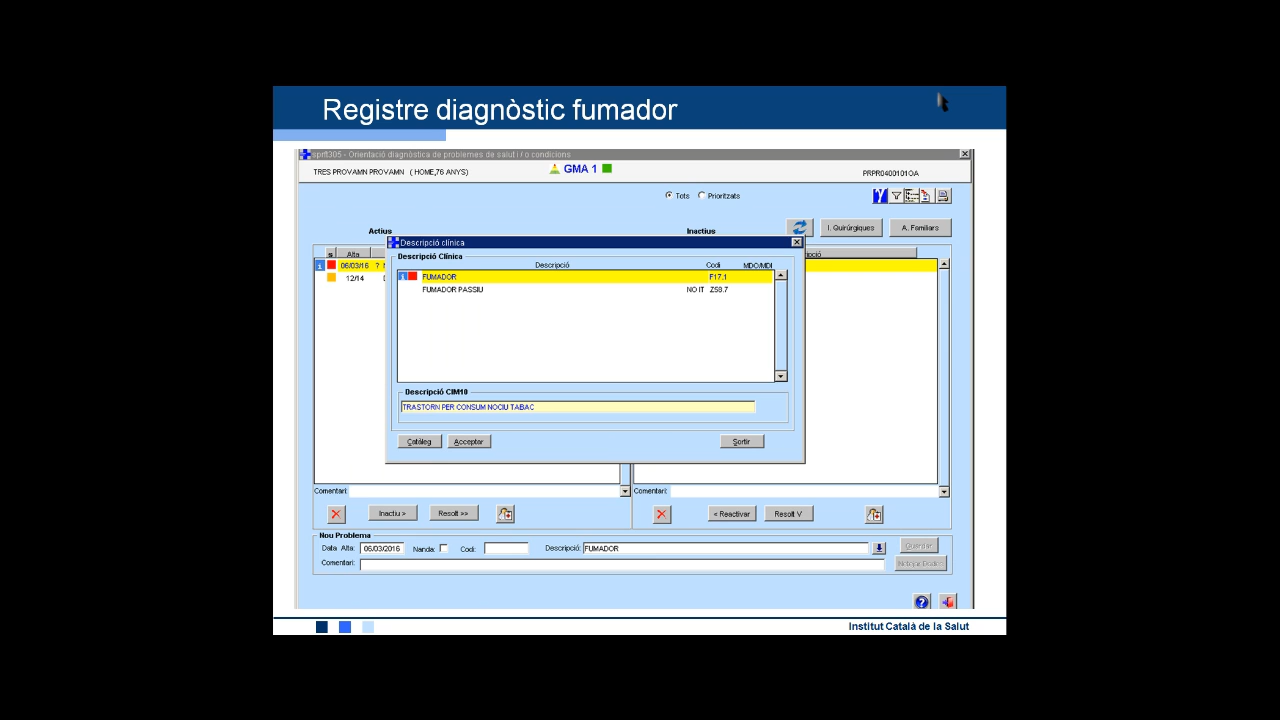 Registre diagnòstic fumador
sprft305 - Orientació diagnòstica de problemes de salut i / o condicions
TRES PROVAMN PROVAMN ( HOME,76 ANYS)
GMA 1
PRPR0400101OA
Tots
Prioritzats
I. Quirúrgiques
A. Familiars
Actius
Inactius
s
Alta
06/03/16 ?
12/14
Descripció clínica
Descripció Clínica
Descripció
Codi
MDO/MDI
FUMADOR
F17.1
FUMADOR PASSIU
NO IT
Z58.7
Descripció CIM10
TRASTORN PER CONSUM NOCIU TABAC
Catàleg
Acceptar
Sortir
Comentari:
Comentari:
Inactiu >
Resolt >>
< Reactivar
Resolt V
Nou Problema
Data Alta: 06/03/2016
Nanda:
Codi:
Descripció: FUMADOR
Guardar
Comentari:
Institut Català de la Salut